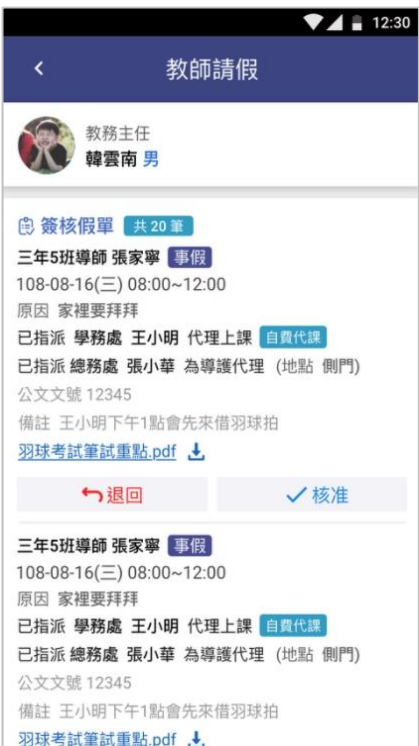 12:30
教師請假
教務主任
韓雲南 男
簽核假單 共 20 筆
三年5班導師 張家寧 事假
108-08-16(三) 08:00~12:00
原因 家裡要拜拜
已指派 學務處 王小明 代理上課 自費代課
已指派 總務處 張小華 為導護代理 (地點 側門)
公文文號 12345
備註 王小明下午1點會先來借羽球拍
羽球考試筆試重點.pdf
退回 核准
三年5班導師 張家寧 事假
108-08-16(三) 08:00~12:00
原因 家裡要拜拜
已指派 學務處 王小明 代理上課 自費代課
已指派 總務處 張小華 為導護代理 (地點 側門)
公文文號 12345
備註 王小明下午1點會先來借羽球拍
羽球考試筆試重點.pdf